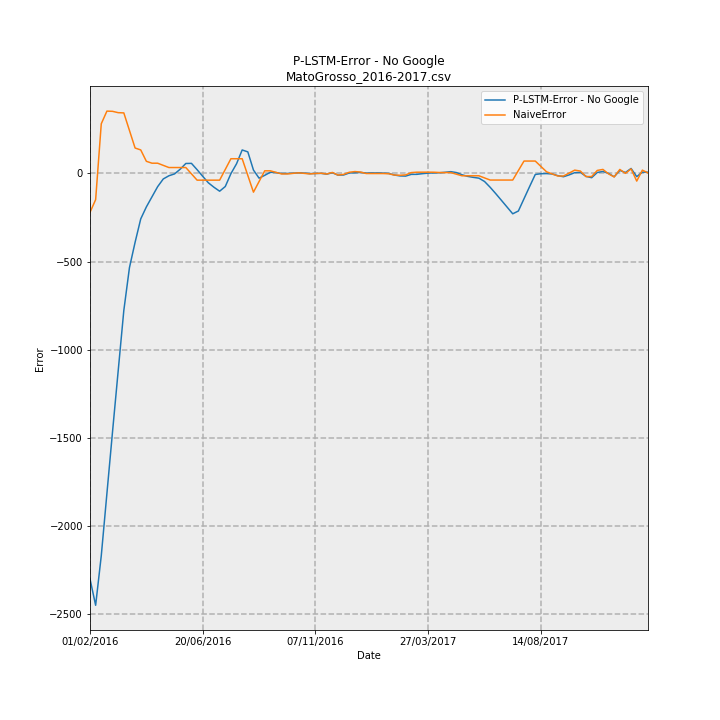 P-LSTM-Error - No Google
MatoGrosso_2016-2017.csv
P-LSTM-Error - No Google
NaiveError
0
−500
−1000
−1500
−2000
−2500
Error
01/02/2016
20/06/2016
07/11/2016
27/03/2017
14/08/2017
Date